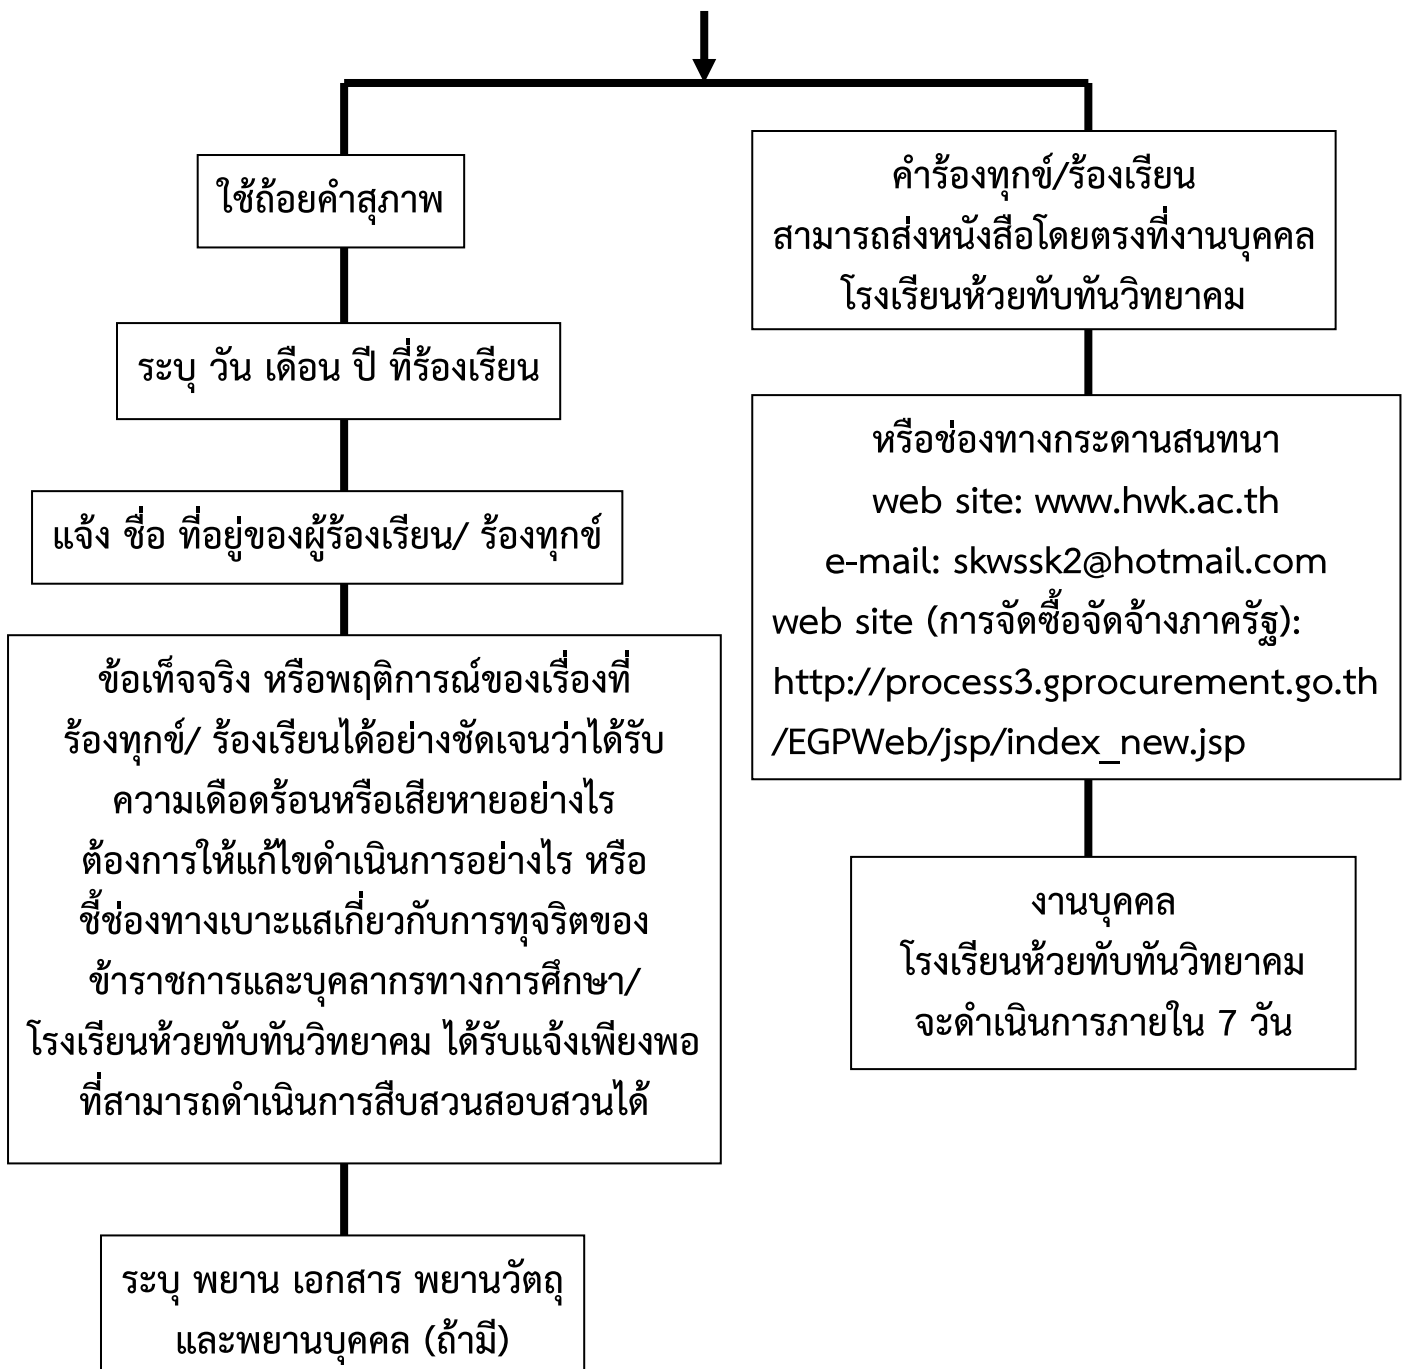 ใช้ถ้อยคำสุภาพ
ระบุ วัน เดือน ปี ที่ร้องเรียน
แจ้ง ชื่อ ที่อยู่ของผู้ร้องเรียน/ ร้องทุกข์
ข้อเท็จจริง หรือพฤติการณ์ของเรื่องที่
ร้องทุกข์/ ร้องเรียนได้อย่างชัดเจนว่าได้รับ
ความเดือดร้อนหรือเสียหายอย่างไร
ต้องการให้แก้ไขดำเนินการอย่างไร หรือ
ชี้ช่องทางเบาะแสเกี่ยวกับการทุจริตของ
ข้าราชการและบุคลากรทางการศึกษา/
โรงเรียนห้วยทับทันวิทยาคม ได้รับแจ้งเพียงพอ
ที่สามารถดำเนินการสืบสวนสอบสวนได้
ระบุ พยาน เอกสาร พยานวัตถุ
และพยานบุคคล (ถ้ามี)
คำร้องทุกข์/ร้องเรียน
สามารถส่งหนังสือโดยตรงที่งานบุคคล
โรงเรียนห้วยทับทันวิทยาคม
หรือช่องทางกระดานสนทนา
web site: www.hwk.ac.th
e-mail: skwssk2@hotmail.com
web site (การจัดซื้อจัดจ้างภาครัฐ):
http://process3.gprocurement.go.th
/EGPWeb/jsp/index_new.jsp
งานบุคคล
โรงเรียนห้วยทับทันวิทยาคม
จะดำเนินการภายใน 7 วัน